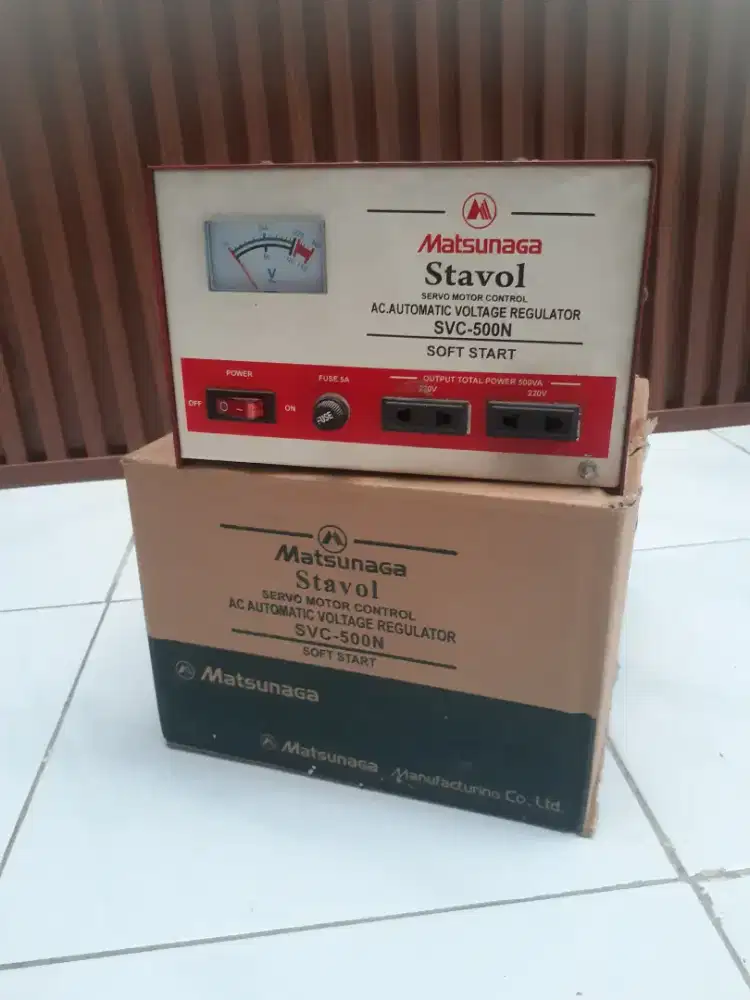 Matsunaga
Stavol
SERVO MOTOR CONTROL
AC.AUTOMATIC VOLTAGE REGULATOR
SVC-500N
SOFT START
V
POWER
OFF
ON
FUSE 5A
FUSE
OUTPUT TOTAL POWER 500VA
220V
220V
Matsunaga
Stavol
SERVO MOTOR CONTROL
AC AUTOMATIC VOLTAGE REGULATOR
SVC-500N
SOFT START
Matsunaga
Matsunaga Manufacturing Co. Ltd.